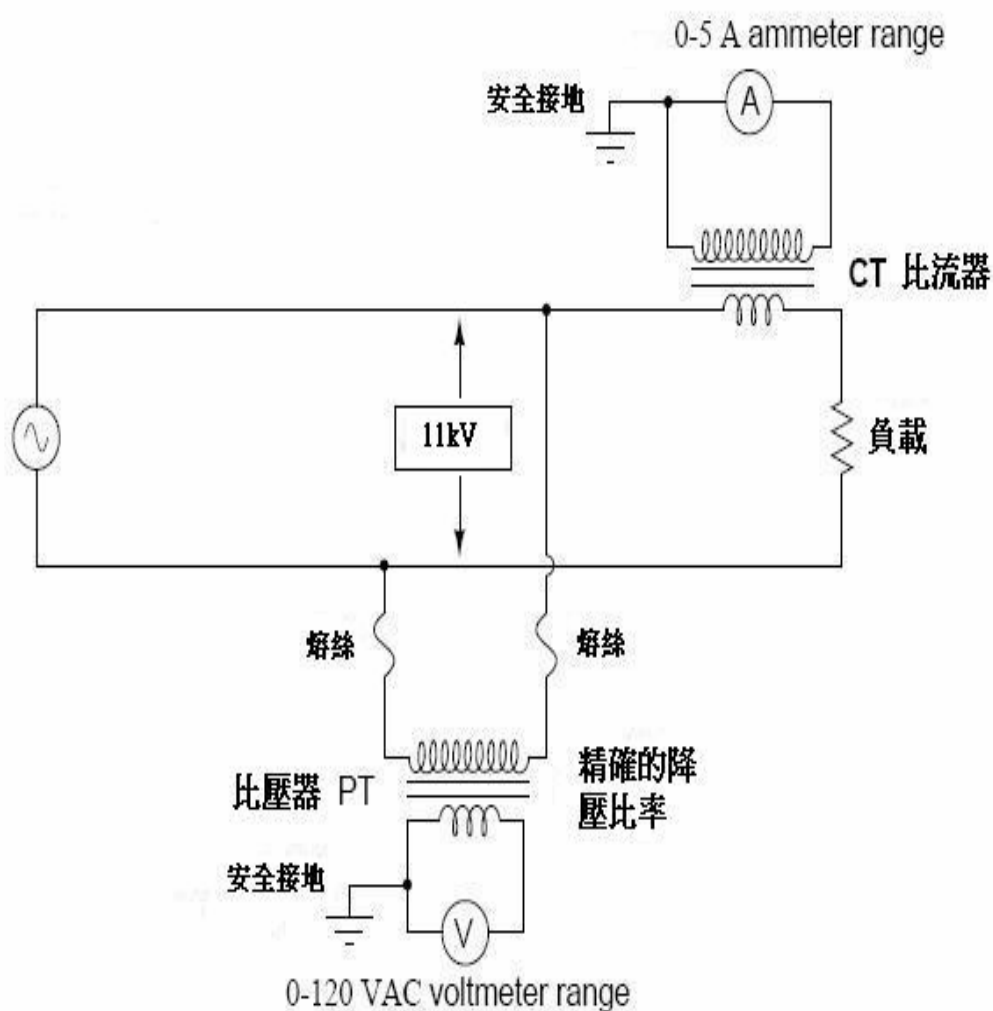 0-5 A ammeter range
安全接地
A
CT 比流器
11kV
負載
熔絲
熔絲
比壓器 PT
精確的降
壓比率
安全接地
V
0-120 VAC voltmeter range